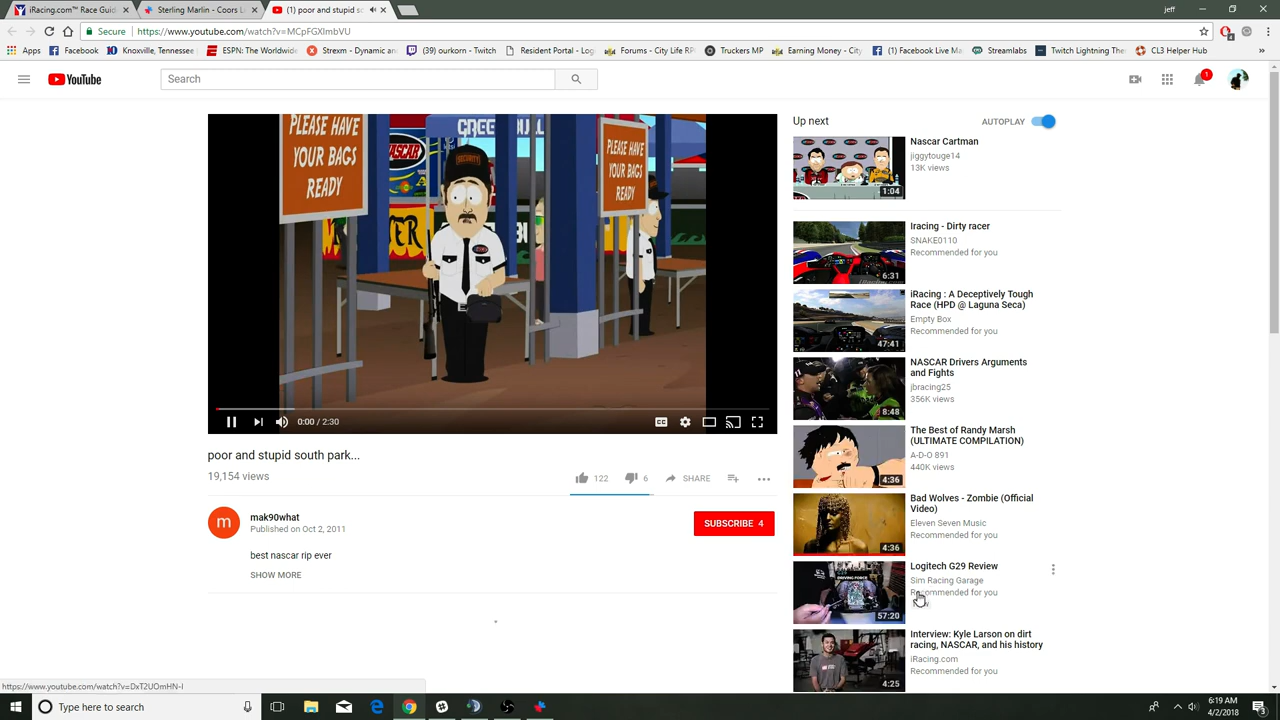 iRacing.com™ Race Guid
Sterling Marlin - Coors L
(1) poor and stupid so
jeff
Secure
https://www.youtube.com/watch?v=MCpFGXImbVU
Apps
Facebook
Knoxville, Tennessee
ESPN: The Worldwide
Strexm - Dynamic an
(39) ourkorn - Twitch
Resident Portal - Log
Forums - City Life RP
Truckers MP
Earning Money - City
(1) Facebook Live Ma
Streamlabs
Twitch Lightning The
CL3 Helper HUB
YouTube
Search
1
PLEASE HAVE
YOUR BAGS
READY
NASCAR
SECURITY
PLEASE HAVE
YOUR BAGS
READY
0:00 / 2:30
CC
poor and stupid south park...
19,154 views
122
6
SHARE
mak90what
Published on Oct 2, 2011
SUBSCRIBE 4
m
best nascar rip ever
SHOW MORE
Up next
AUTOPLAY
Nascar Cartman
jiggytouge14
13K views
1:04
Iracing - Dirty racer
SNAKE0110
Recommended for you
6:31
iRacing : A Deceptively Tough
Race (HPD @ Laguna Seca)
Empty Box
Recommended for you
47:41
NASCAR Drivers Arguments
and Fights
jbracing25
356K views
8:48
The Best of Randy Marsh
(ULTIMATE COMPILATION)
A-D-O 891
440K views
4:36
Bad Wolves - Zombie (Official
Video)
Eleven Seven Music
Recommended for you
4:36
Logitech G29 Review
Sim Racing Garage
Recommended for you
DRIVING FORCE
57:20
Interview: Kyle Larson on dirt
racing, NASCAR, and his history
iRacing.com
Recommended for you
4:25
https://www.youtube.com/watch?v=DxT2UOmHN-I
Type here to search
6:19 AM
4/2/2018
3